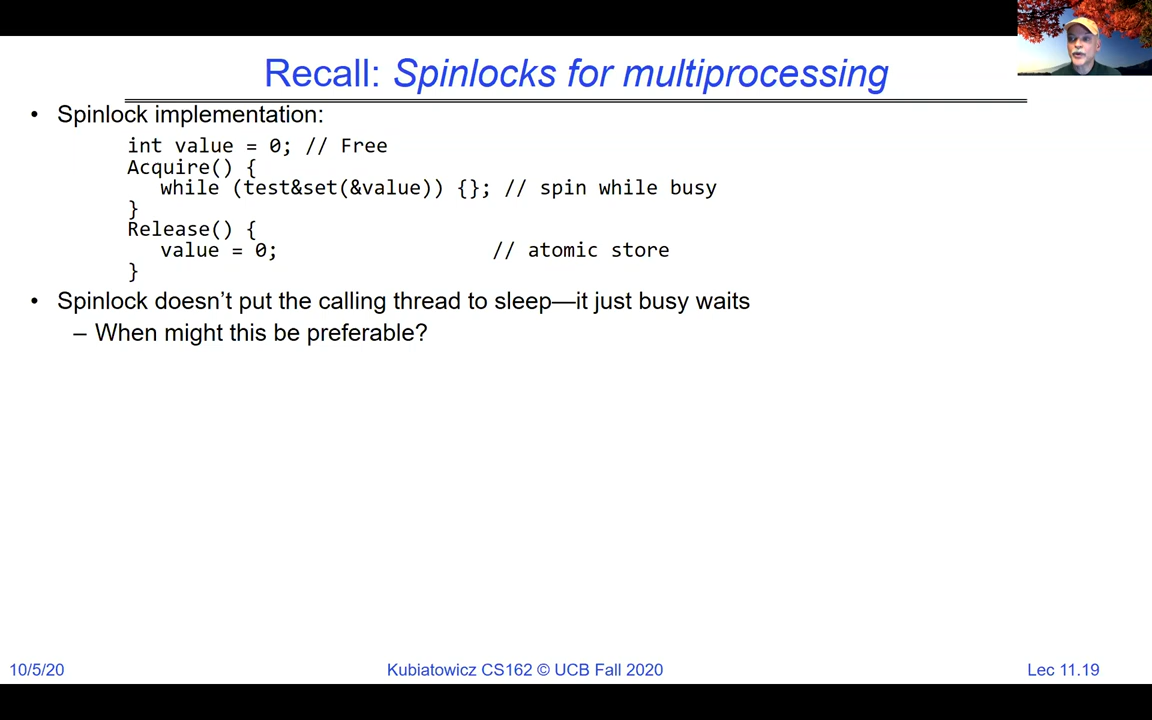 Recall: Spinlocks for multiprocessing
• Spinlock implementation:
int value = 0; // Free
Acquire() {
while (test&set(&value)) {}; // spin while busy
}
Release() {
value = 0; // atomic store
}
• Spinlock doesn’t put the calling thread to sleep—it just busy waits
– When might this be preferable?
10/5/20 Kubiatowicz CS162 © UCB Fall 2020 Lec 11.19